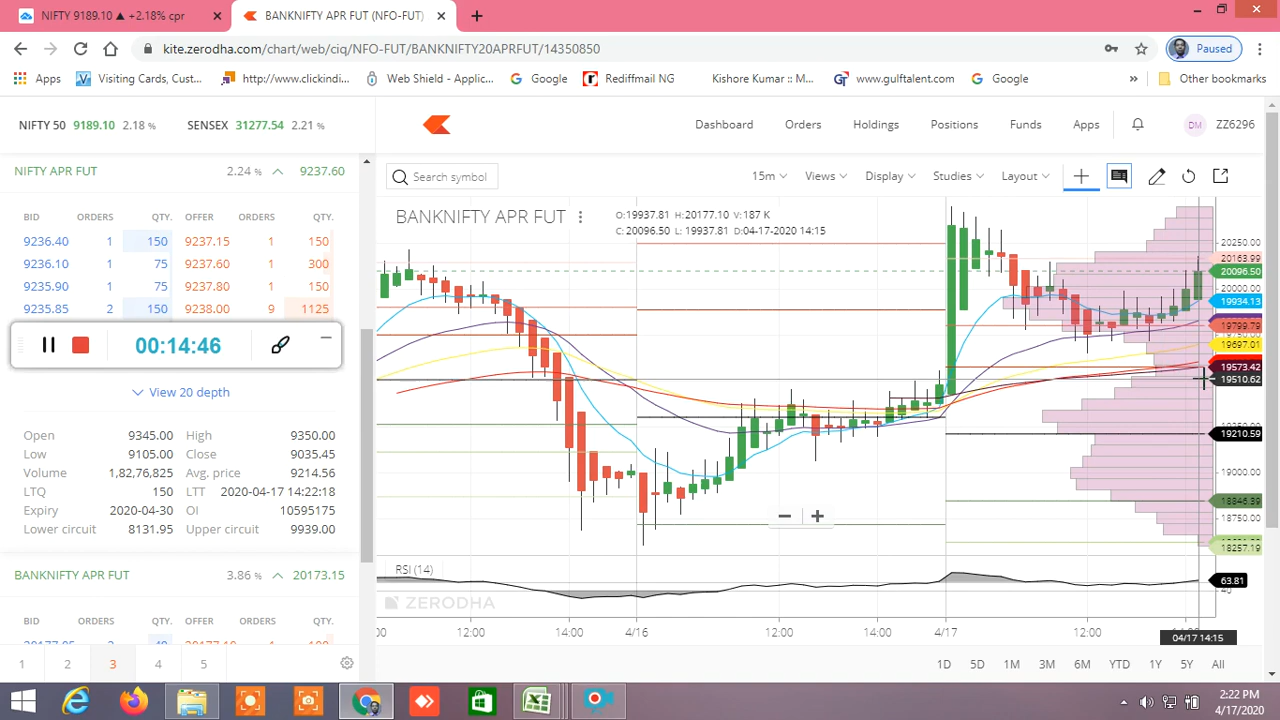 NIFTY 9189.10 ▲ +2.18% cpr
BANKNIFTY APR FUT (NFO-FUT)
kite.zerodha.com/chart/web/ciq/NFO-FUT/BANKNIFTY20APRFUT/14350850
Paused
Apps Visiting Cards, Cust... http://www.clickindi... Web Shield - Applic... Google Rediffmail NG Kishore Kumar :: M... www.gulftalent.com Google » Other bookmarks
NIFTY 50 9189.10 2.18 % SENSEX 31277.54 2.21 %
Dashboard Orders Holdings Positions Funds Apps DM ZZ6296
NIFTY APR FUT 2.24 % 9237.60
BID ORDERS QTY. OFFER ORDERS QTY.
9236.40 1 150 9237.15 1 150
9236.10 1 75 9237.60 1 300
9235.90 1 75 9237.80 1 150
9235.85 2 150 9238.00 9 1125
00:14:46
View 20 depth
Open 9345.00 High 9350.00
Low 9105.00 Close 9035.45
Volume 1,82,76,825 Avg. price 9214.56
LTQ 150 LTT 2020-04-17 14:22:18
Expiry 2020-04-30 OI 10595175
Lower circuit 8131.95 Upper circuit 9939.00
BANKNIFTY APR FUT 3.86 % 20173.15
BID ORDERS QTY. OFFER ORDERS QTY.
1 2 3 4 5
Search symbol 15m Views Display Studies Layout
BANKNIFTY APR FUT
O: 19937.81 H: 20177.10 V: 187 K
C: 20096.50 L: 19937.81 D: 04-17-2020 14:15
20250.00
20163.99
20096.50
20000.00
19934.13
19799.79
19697.01
19573.42
19510.62
19210.59
19000.00
18846.39
18750.00
18257.19
RSI (14)
63.81
ZERODHA
12:00 14:00 4/16 12:00 14:00 4/17 12:00
04/17 14:15
1D 5D 1M 3M 6M YTD 1Y 5Y All
2:22 PM
4/17/2020